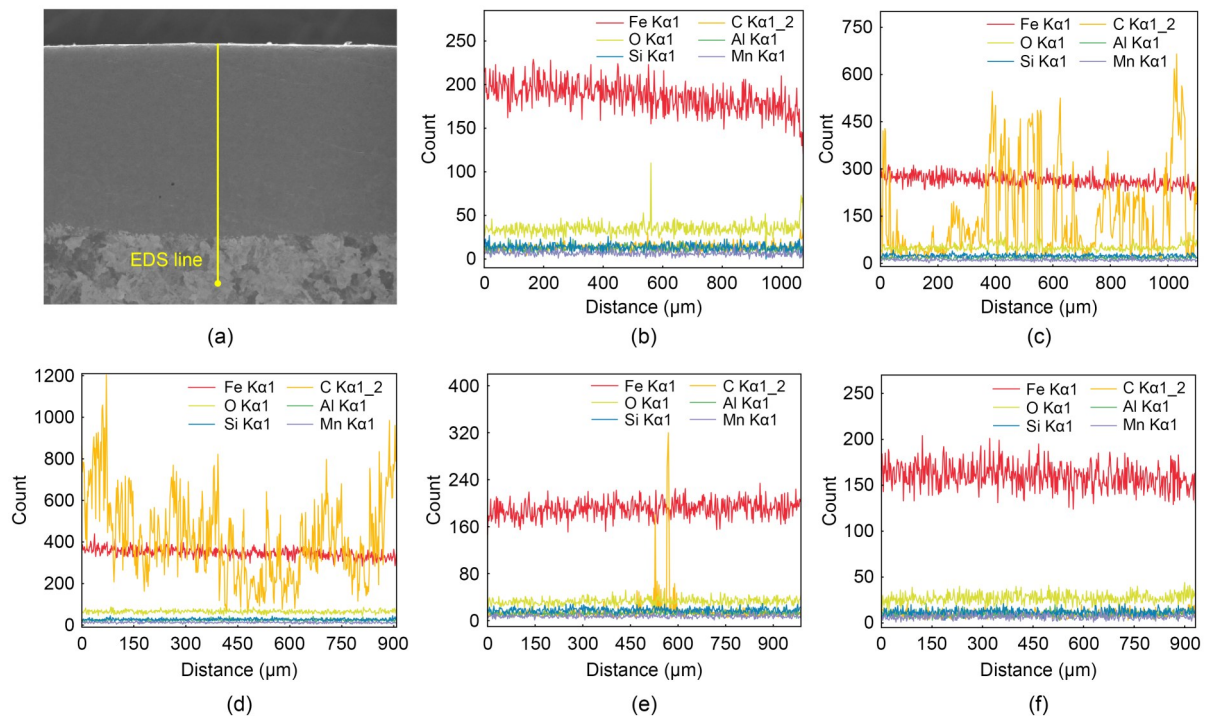 EDS line
(a)
Fe Kα1 C Kα1_2
O Kα1 Al Kα1
Si Kα1 Mn Kα1
Count
250
200
150
100
50
0
0 200 400 600 800 1000
Distance (μm)
(b)
Fe Kα1 C Kα1_2
O Kα1 Al Kα1
Si Kα1 Mn Kα1
Count
750
600
450
300
150
0
0 200 400 600 800 1000
Distance (μm)
(c)
Fe Kα1 C Kα1_2
O Kα1 Al Kα1
Si Kα1 Mn Kα1
Count
1200
1000
800
600
400
200
0
0 150 300 450 600 750 900
Distance (μm)
(d)
Fe Kα1 C Kα1_2
O Kα1 Al Kα1
Si Kα1 Mn Kα1
Count
400
320
240
160
80
0
0 150 300 450 600 750 900
Distance (μm)
(e)
Fe Kα1 C Kα1_2
O Kα1 Al Kα1
Si Kα1 Mn Kα1
Count
250
200
150
100
50
0
0 150 300 450 600 750 900
Distance (μm)
(f)